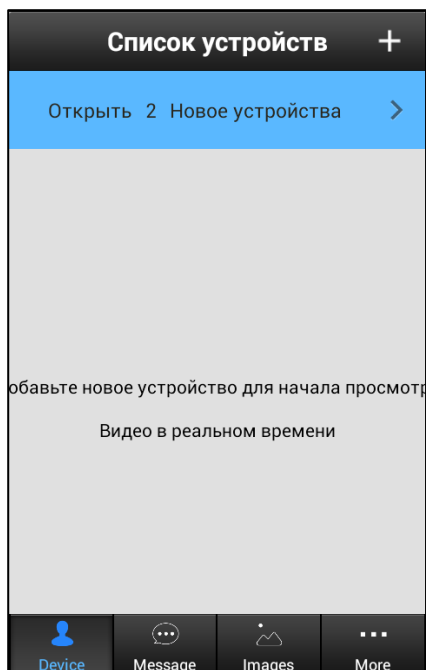 Список устройств +
Открыть 2 Новое устройства >
обавьте новое устройство для начала просмотр
Видео в реальном времени
Device Message Images More